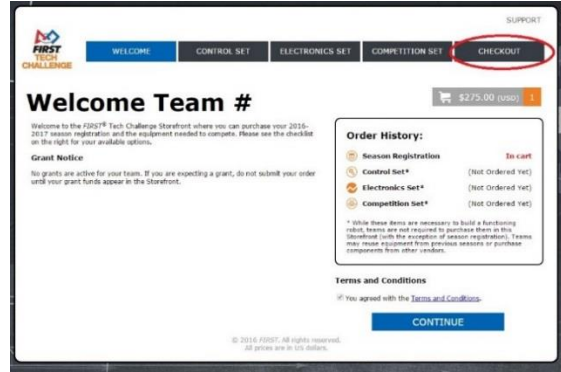 SUPPORT
FIRST
TECH
CHALLENGE
WELCOME
CONTROL SET
ELECTRONICS SET
COMPETITION SET
CHECKOUT
Welcome Team #
$275.00 (USD) 1
Welcome to the FIRST® Tech Challenge Storefront where you can purchase your 2016-
2017 season registration and the equipment needed to compete. Please see the checklist
on the right for your available options.
Grant Notice
No grants are active for your team. If you are expecting a grant, do not submit your order
until your grant funds appear in the Storefront.
Order History:
Season Registration In cart
Control Set* (Not Ordered Yet)
Electronics Set* (Not Ordered Yet)
Competition Set* (Not Ordered Yet)
* While these items are necessary to build a functioning
robot, teams are not required to purchase them in this
Storefront (with the exception of season registration). Teams
may reuse equipment from previous seasons or purchase
components from other vendors.
Terms and Conditions
You agreed with the Terms and Conditions.
CONTINUE
© 2016 FIRST. All rights reserved.
All prices are in US dollars.